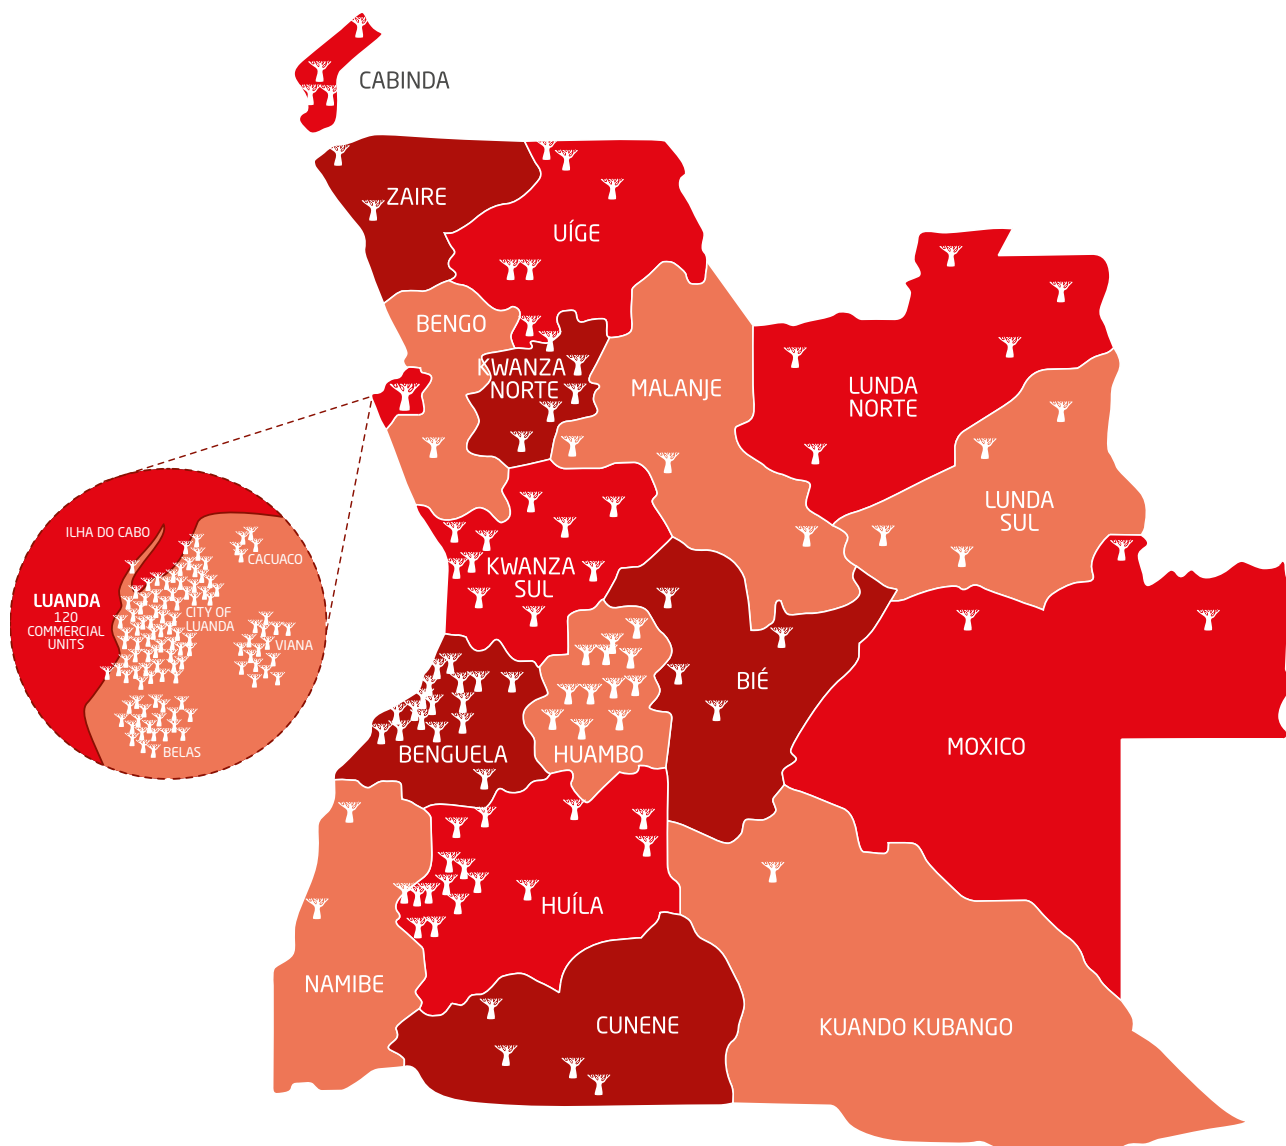 CABINDA
ZAIRE
UÍGE
BENGO
KWANZA
NORTE
MALANJE
LUNDA
NORTE
LUNDA
SUL
ILHA DO CABO
CACUACO
LUANDA
120
COMMERCIAL
UNITS
CITY OF
LUANDA
VIANA
BELAS
KWANZA
SUL
BIÉ
BENGUELA
HUAMBO
MOXICO
HUÍLA
NAMIBE
CUNENE
KUANDO KUBANGO